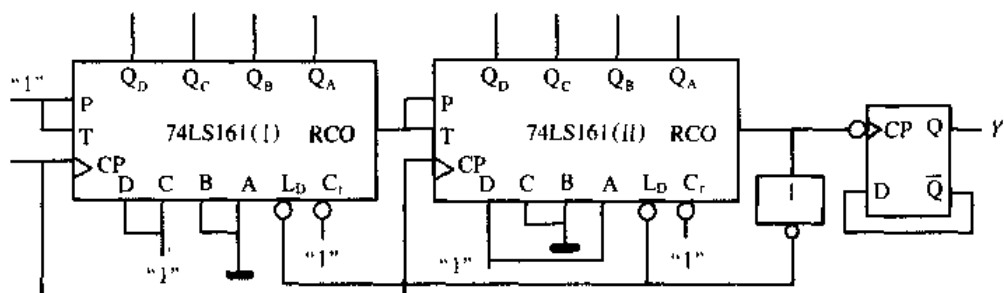 Q_D Q_C Q_B Q_A
Q_D Q_C Q_B Q_A
"1"
P
T 74LS161(I) RCO
CP
D C B A L_D C_r
"1"
"1"
P
T 74LS161(II) RCO
CP
D C B A L_D C_r
"1"
"1"
1
CP Q
D Q̅
Y